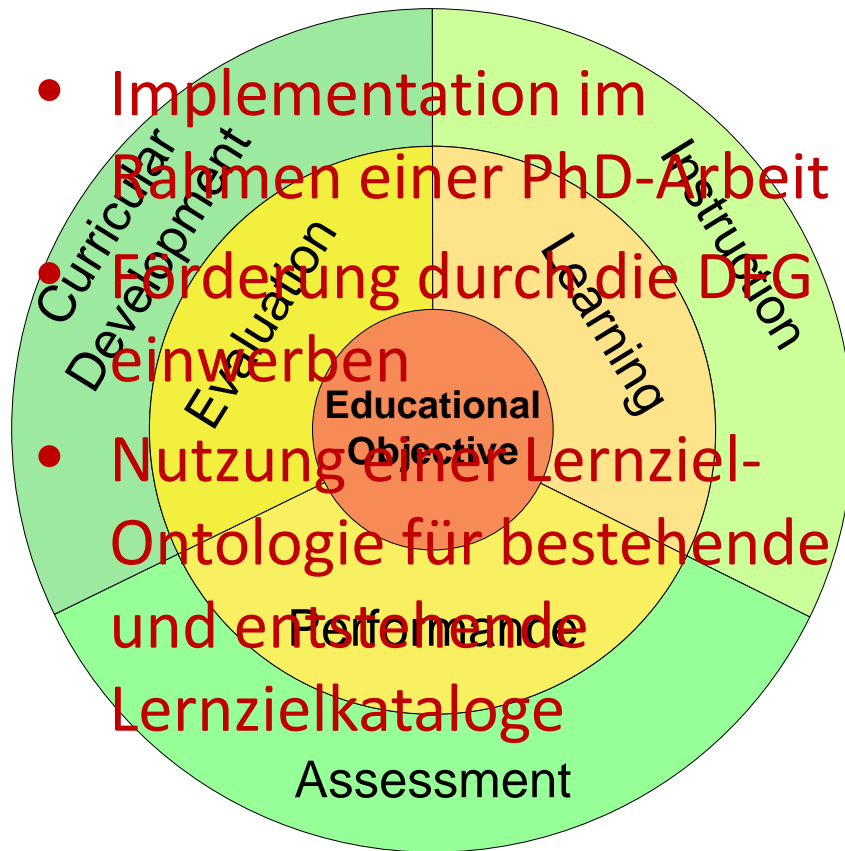 • Implementation im
Rahmen einer PhD-Arbeit
• Förderung durch die DFG
einwerben
• Nutzung einer Lernziel-
Ontologie für bestehende
und entstehende
Lernzielkataloge
Curricular
Development
Instruction
Evaluation
Learning
Educational
Objective
Performance
Assessment